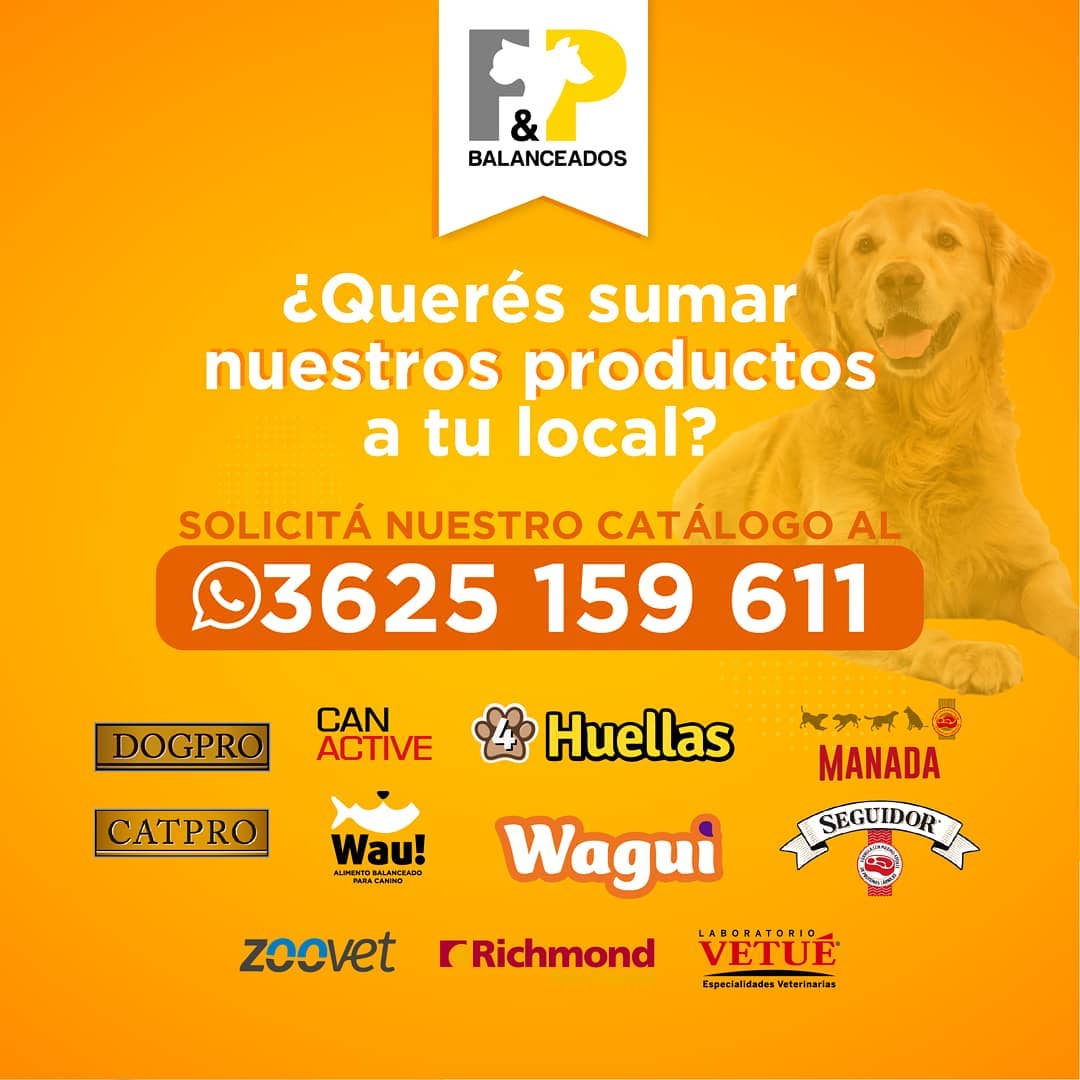 F&P
BALANCEADOS
¿Querés sumar
nuestros productos
a tu local?
SOLICITÁ NUESTRO CATÁLOGO AL
3625 159 611
DOGPRO
CAN
ACTIVE
4 Huellas
MANADA
CATPRO
Wau!
ALIMENTO BALANCEADO
PARA CANINO
Wagui
SEGUIDOR
zoovet
Richmond
LABORATORIO
VETUÉ®
Especialidades Veterinarias